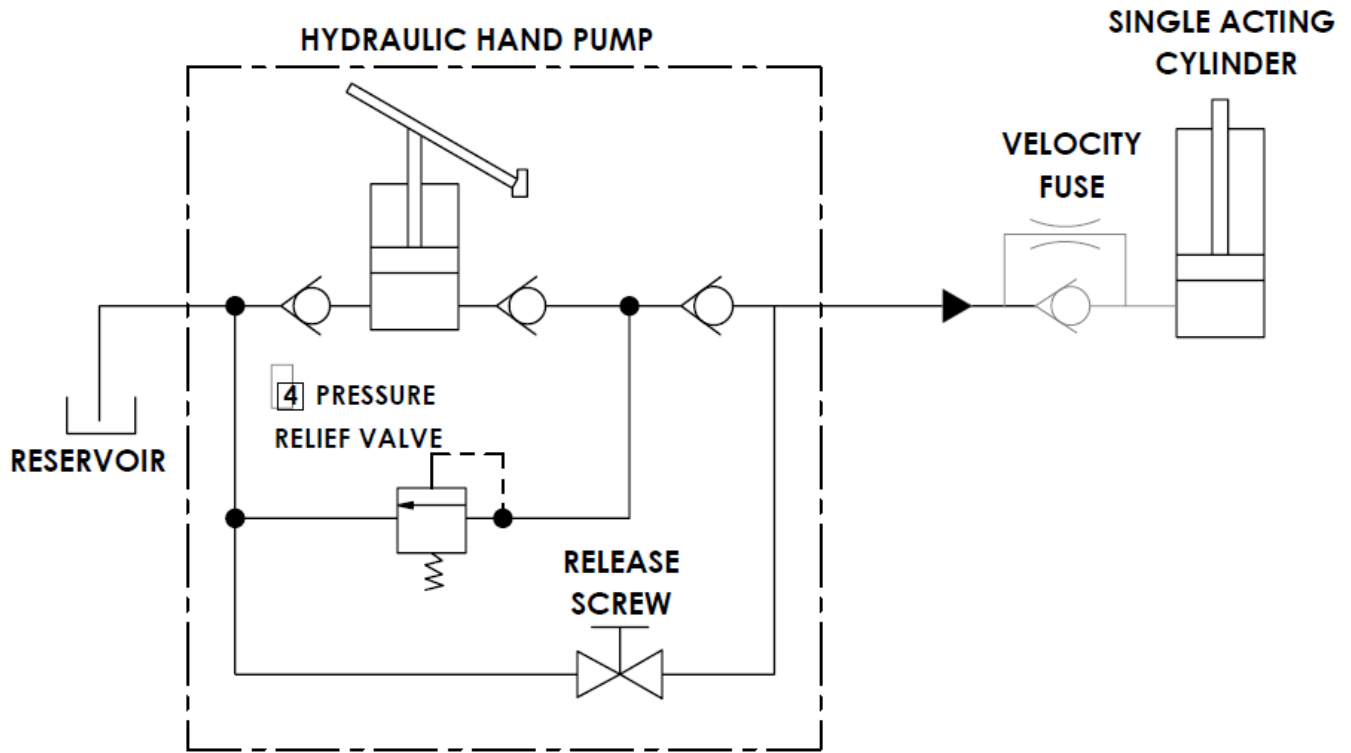 HYDRAULIC HAND PUMP
SINGLE ACTING
CYLINDER
VELOCITY
FUSE
4 PRESSURE
RELIEF VALVE
RESERVOIR
RELEASE
SCREW